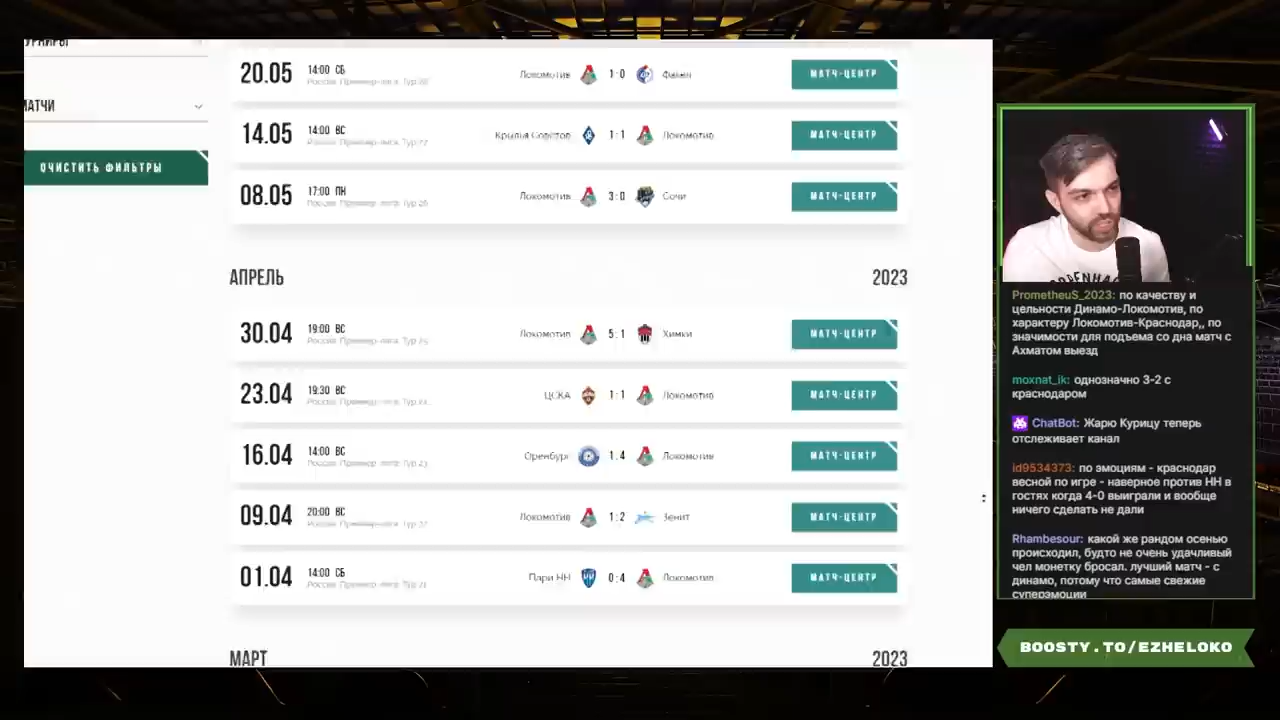 20.05 14:00 СБ Локомотив 1:0 Факел МАТЧ-ЦЕНТР
МАТЧИ
14.05 14:00 ВС Крылья Советов 1:1 Локомотив МАТЧ-ЦЕНТР
ОЧИСТИТЬ ФИЛЬТРЫ
08.05 17:00 ПН Локомотив 3:0 Сочи МАТЧ-ЦЕНТР
АПРЕЛЬ 2023
30.04 19:00 ВС Локомотив 5:1 Химки МАТЧ-ЦЕНТР
23.04 19:30 ВС ЦСКА 1:1 Локомотив МАТЧ-ЦЕНТР
16.04 14:00 ВС Оренбург 1:4 Локомотив МАТЧ-ЦЕНТР
09.04 20:00 ВС Локомотив 1:2 Зенит МАТЧ-ЦЕНТР
01.04 14:00 СБ Пари НН 0:4 Локомотив МАТЧ-ЦЕНТР
МАРТ 2023
PrometheuS_2023: по качеству и
цельности Динамо-Локомотив, по
характеру Локомотив-Краснодар,, по
значимости для подъема со дна матч с
Ахматом выезд
moxnat_ik: однозначно 3-2 с
краснодаром
ChatBot: Жарю Курицу теперь
отслеживает канал
id9534373: по эмоциям - краснодар
весной по игре - наверное против НН в
гостях когда 4-0 выиграли и вообще
ничего сделать не дали
Rhambesour: какой же рандом осенью
происходил, будто не очень удачливый
чел монетку бросал. лучший матч - с
динамо, потому что самые свежие
суперэмоции
BOOSTY.TO/EZHELOKO